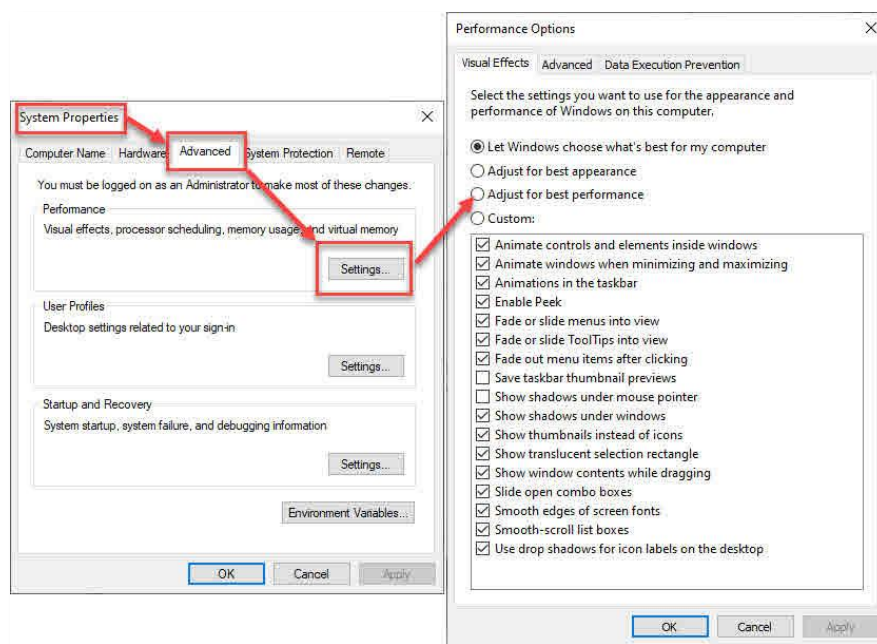 System Properties
Computer Name Hardware Advanced System Protection Remote
You must be logged on as an Administrator to make most of these changes.
Performance
Visual effects, processor scheduling, memory usage, and virtual memory
Settings...
User Profiles
Desktop settings related to your sign-in
Settings...
Startup and Recovery
System startup, system failure, and debugging information
Settings...
Environment Variables...
OK Cancel Apply
Performance Options
Visual Effects Advanced Data Execution Prevention
Select the settings you want to use for the appearance and
performance of Windows on this computer.
Let Windows choose what's best for my computer
Adjust for best appearance
Adjust for best performance
Custom:
Animate controls and elements inside windows
Animate windows when minimizing and maximizing
Animations in the taskbar
Enable Peek
Fade or slide menus into view
Fade or slide ToolTips into view
Fade out menu items after clicking
Save taskbar thumbnail previews
Show shadows under mouse pointer
Show shadows under windows
Show thumbnails instead of icons
Show translucent selection rectangle
Show window contents while dragging
Slide open combo boxes
Smooth edges of screen fonts
Smooth-scroll list boxes
Use drop shadows for icon labels on the desktop
OK Cancel Apply